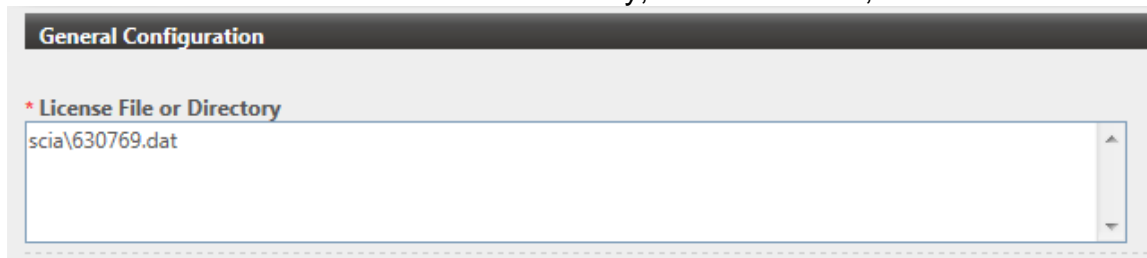 General Configuration
* License File or Directory
scia\630769.dat